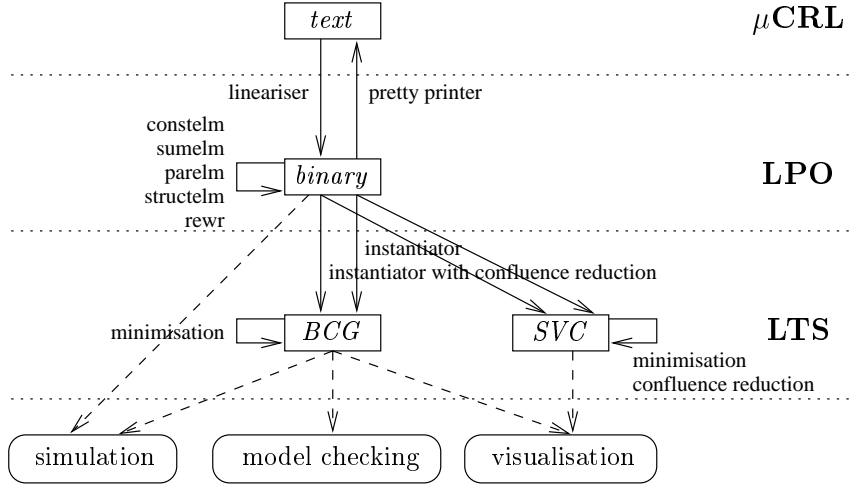 text
μCRL
lineariser
pretty printer
constelm
sumelm
parelm
structelm
rewr
binary
LPO
instantiator
instantiator with confluence reduction
minimisation
BCG
SVC
LTS
minimisation
confluence reduction
simulation
model checking
visualisation